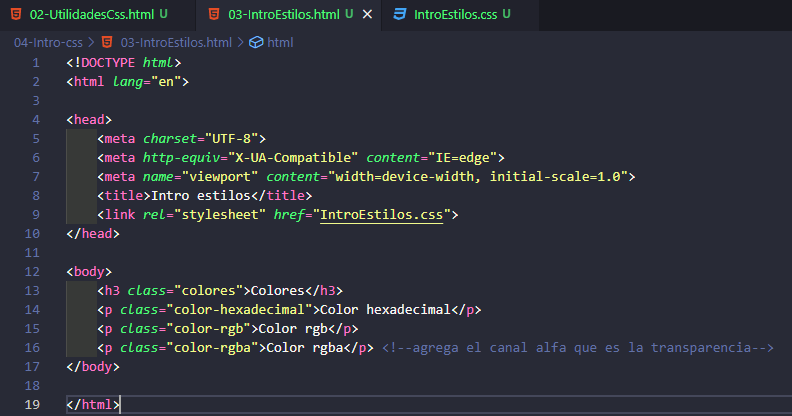 02-UtilidadesCss.html U 03-IntroEstilos.html U IntroEstilos.css U
04-Intro-css > 03-IntroEstilos.html > html
1 <!DOCTYPE html>
2 <html lang="en">
3
4 <head>
5 <meta charset="UTF-8">
6 <meta http-equiv="X-UA-Compatible" content="IE=edge">
7 <meta name="viewport" content="width=device-width, initial-scale=1.0">
8 <title>Intro estilos</title>
9 <link rel="stylesheet" href="IntroEstilos.css">
10 </head>
11
12 <body>
13 <h3 class="colores">Colores</h3>
14 <p class="color-hexadecimal">Color hexadecimal</p>
15 <p class="color-rgb">Color rgb</p>
16 <p class="color-rgba">Color rgba</p> <!--agrega el canal alfa que es la transparencia-->
17 </body>
18
19 </html>